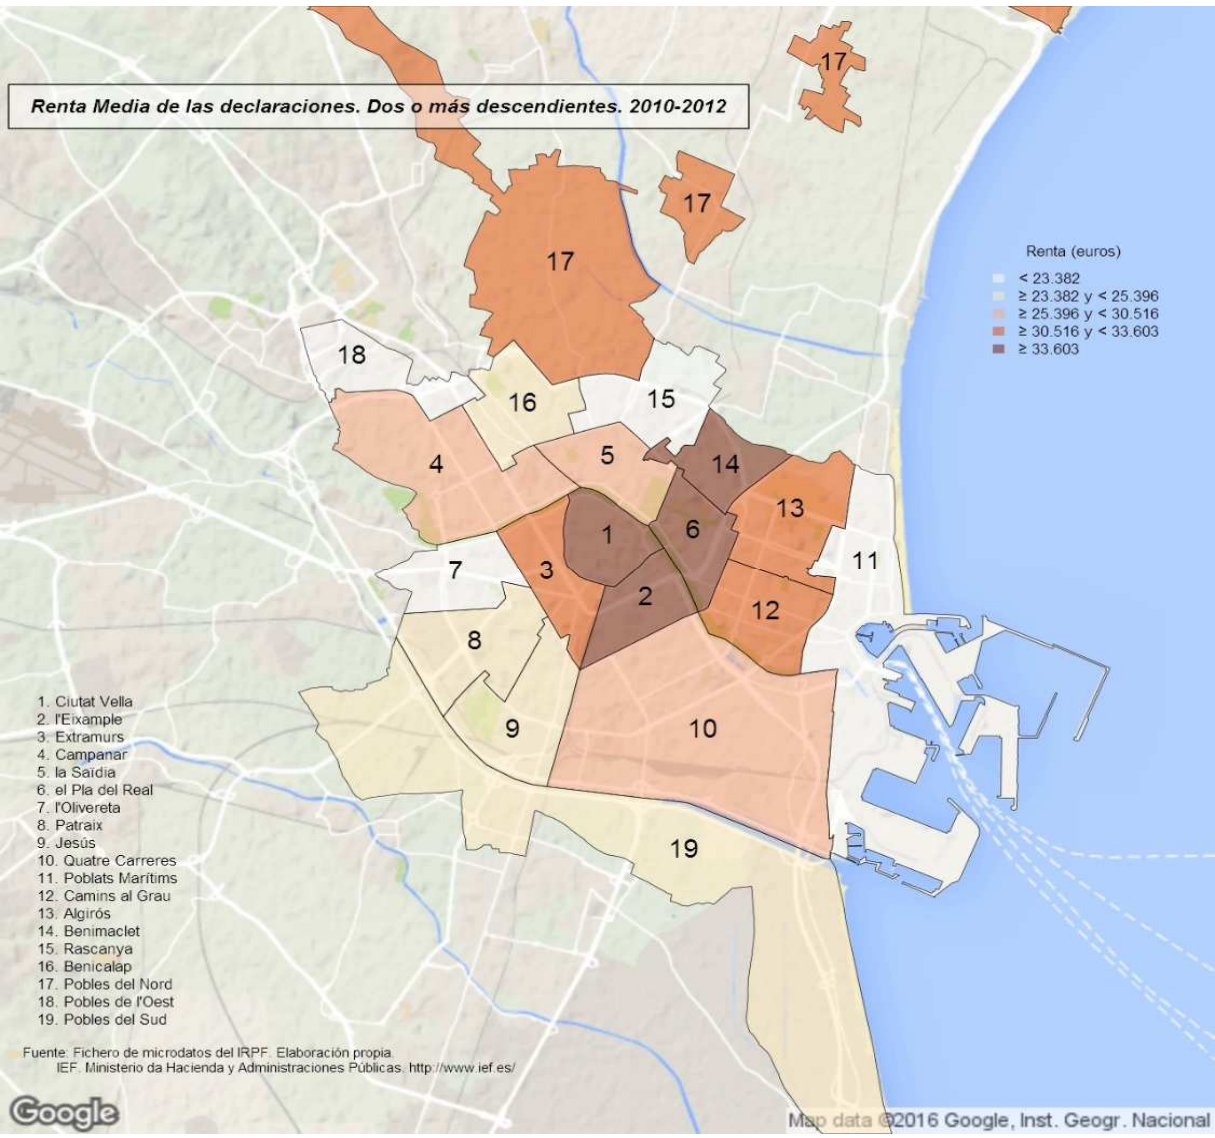 Renta Media de las declaraciones. Dos o más descendientes. 2010-2012
17
17
17
Renta (euros)
< 23.382
≥ 23.382 y < 25.396
≥ 25.396 y < 30.516
≥ 30.516 y < 33.603
≥ 33.603
18
16
15
4
5
14
13
1
6
11
7
3
2
12
8
9
10
19
1. Ciutat Vella
2. l'Eixample
3. Extramurs
4. Campanar
5. la Saïdia
6. el Pla del Real
7. l'Olivereta
8. Patraix
9. Jesús
10. Quatre Carreres
11. Poblats Marítims
12. Camins al Grau
13. Algirós
14. Benimaclet
15. Rascanya
16. Benicalap
17. Pobles del Nord
18. Pobles de l'Oest
19. Pobles del Sud
Fuente: Fichero de microdatos del IRPF. Elaboración propia.
IEF. Ministerio da Hacienda y Administraciones Públicas. http://www.ief.es/
Google
Map data ©2016 Google, Inst. Geogr. Nacional